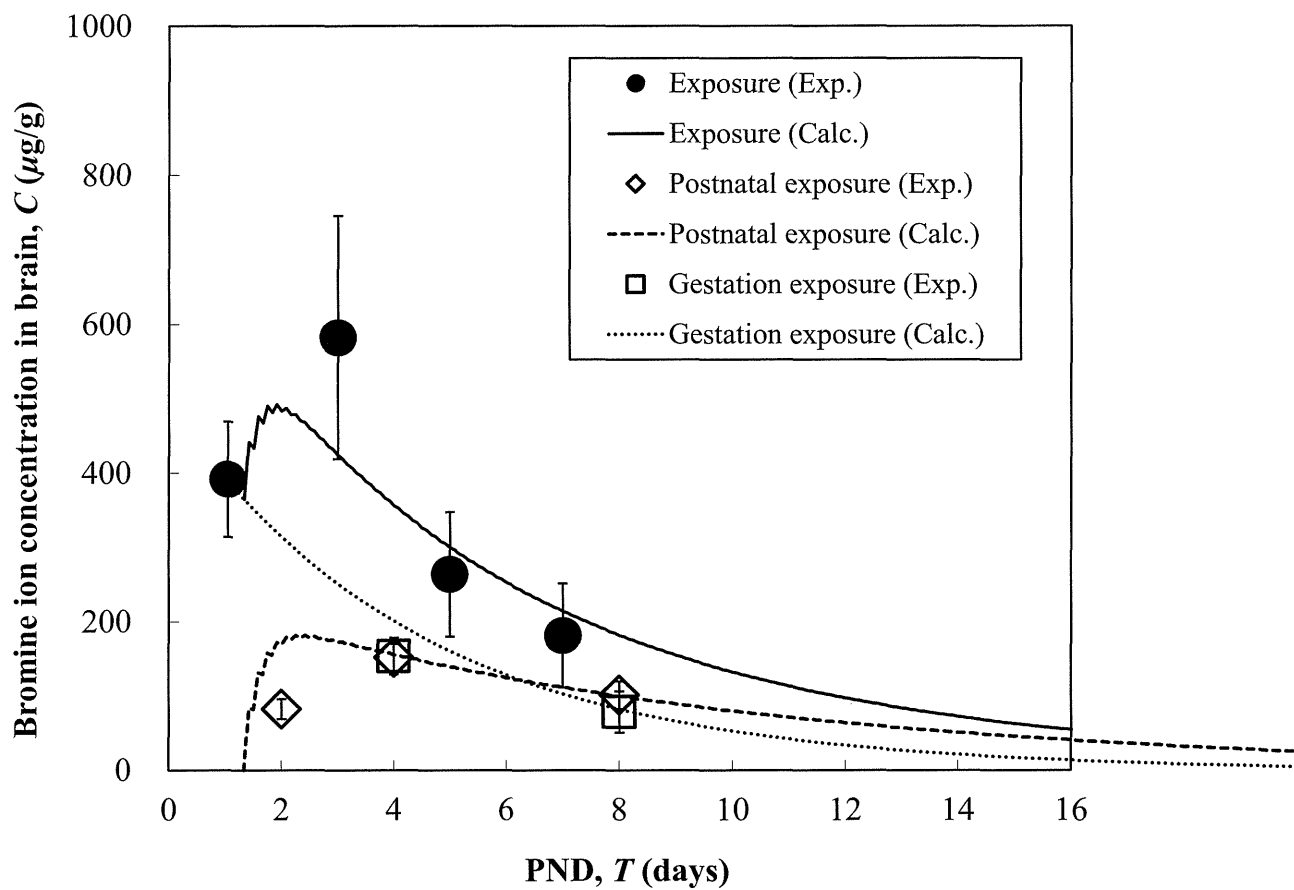 1000
800
600
400
200
0
Bromine ion concentration in brain, C (μg/g)
Exposure (Exp.)
Exposure (Calc.)
Postnatal exposure (Exp.)
Postnatal exposure (Calc.)
Gestation exposure (Exp.)
Gestation exposure (Calc.)
0 2 4 6 8 10 12 14 16
PND, T (days)